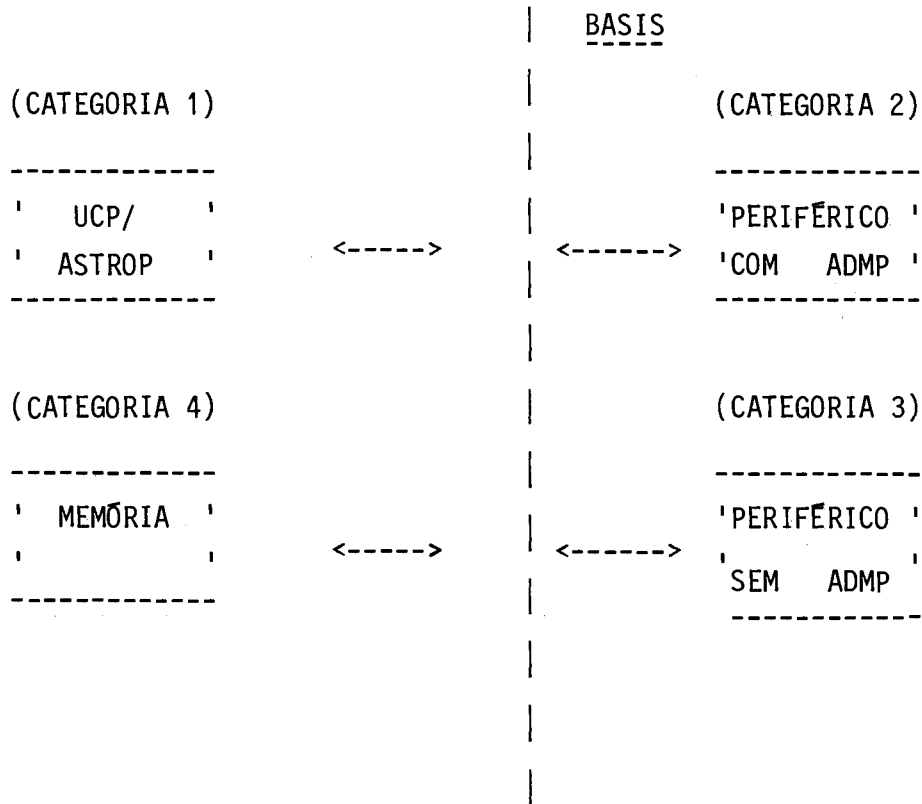 BASIS
(CATEGORIA 1) (CATEGORIA 2)
UCP/ PERIFÉRICO
<-----> <------>
ASTROP COM ADMP
(CATEGORIA 4) (CATEGORIA 3)
MEMÓRIA PERIFÉRICO
<-----> <------>
SEM ADMP